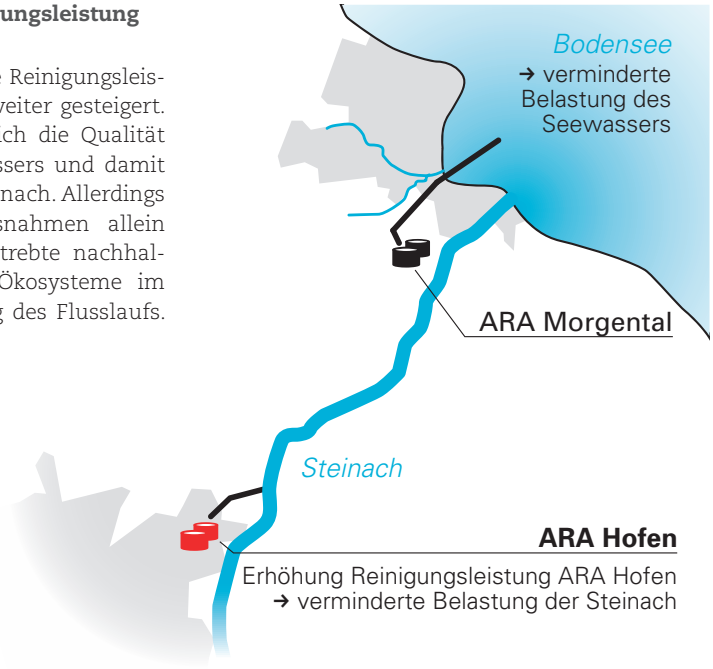 ungsleistung
e Reinigungsleis-
weiter gesteigert.
ich die Qualität
ssers und damit
nach. Allerdings
snahmen allein
trebte nachhal-
Ökosysteme im
g des Flusslaufs.
Bodensee
→ verminderte
Belastung des
Seewassers
ARA Morgental
Steinach
ARA Hofen
Erhöhung Reinigungsleistung ARA Hofen
→ verminderte Belastung der Steinach